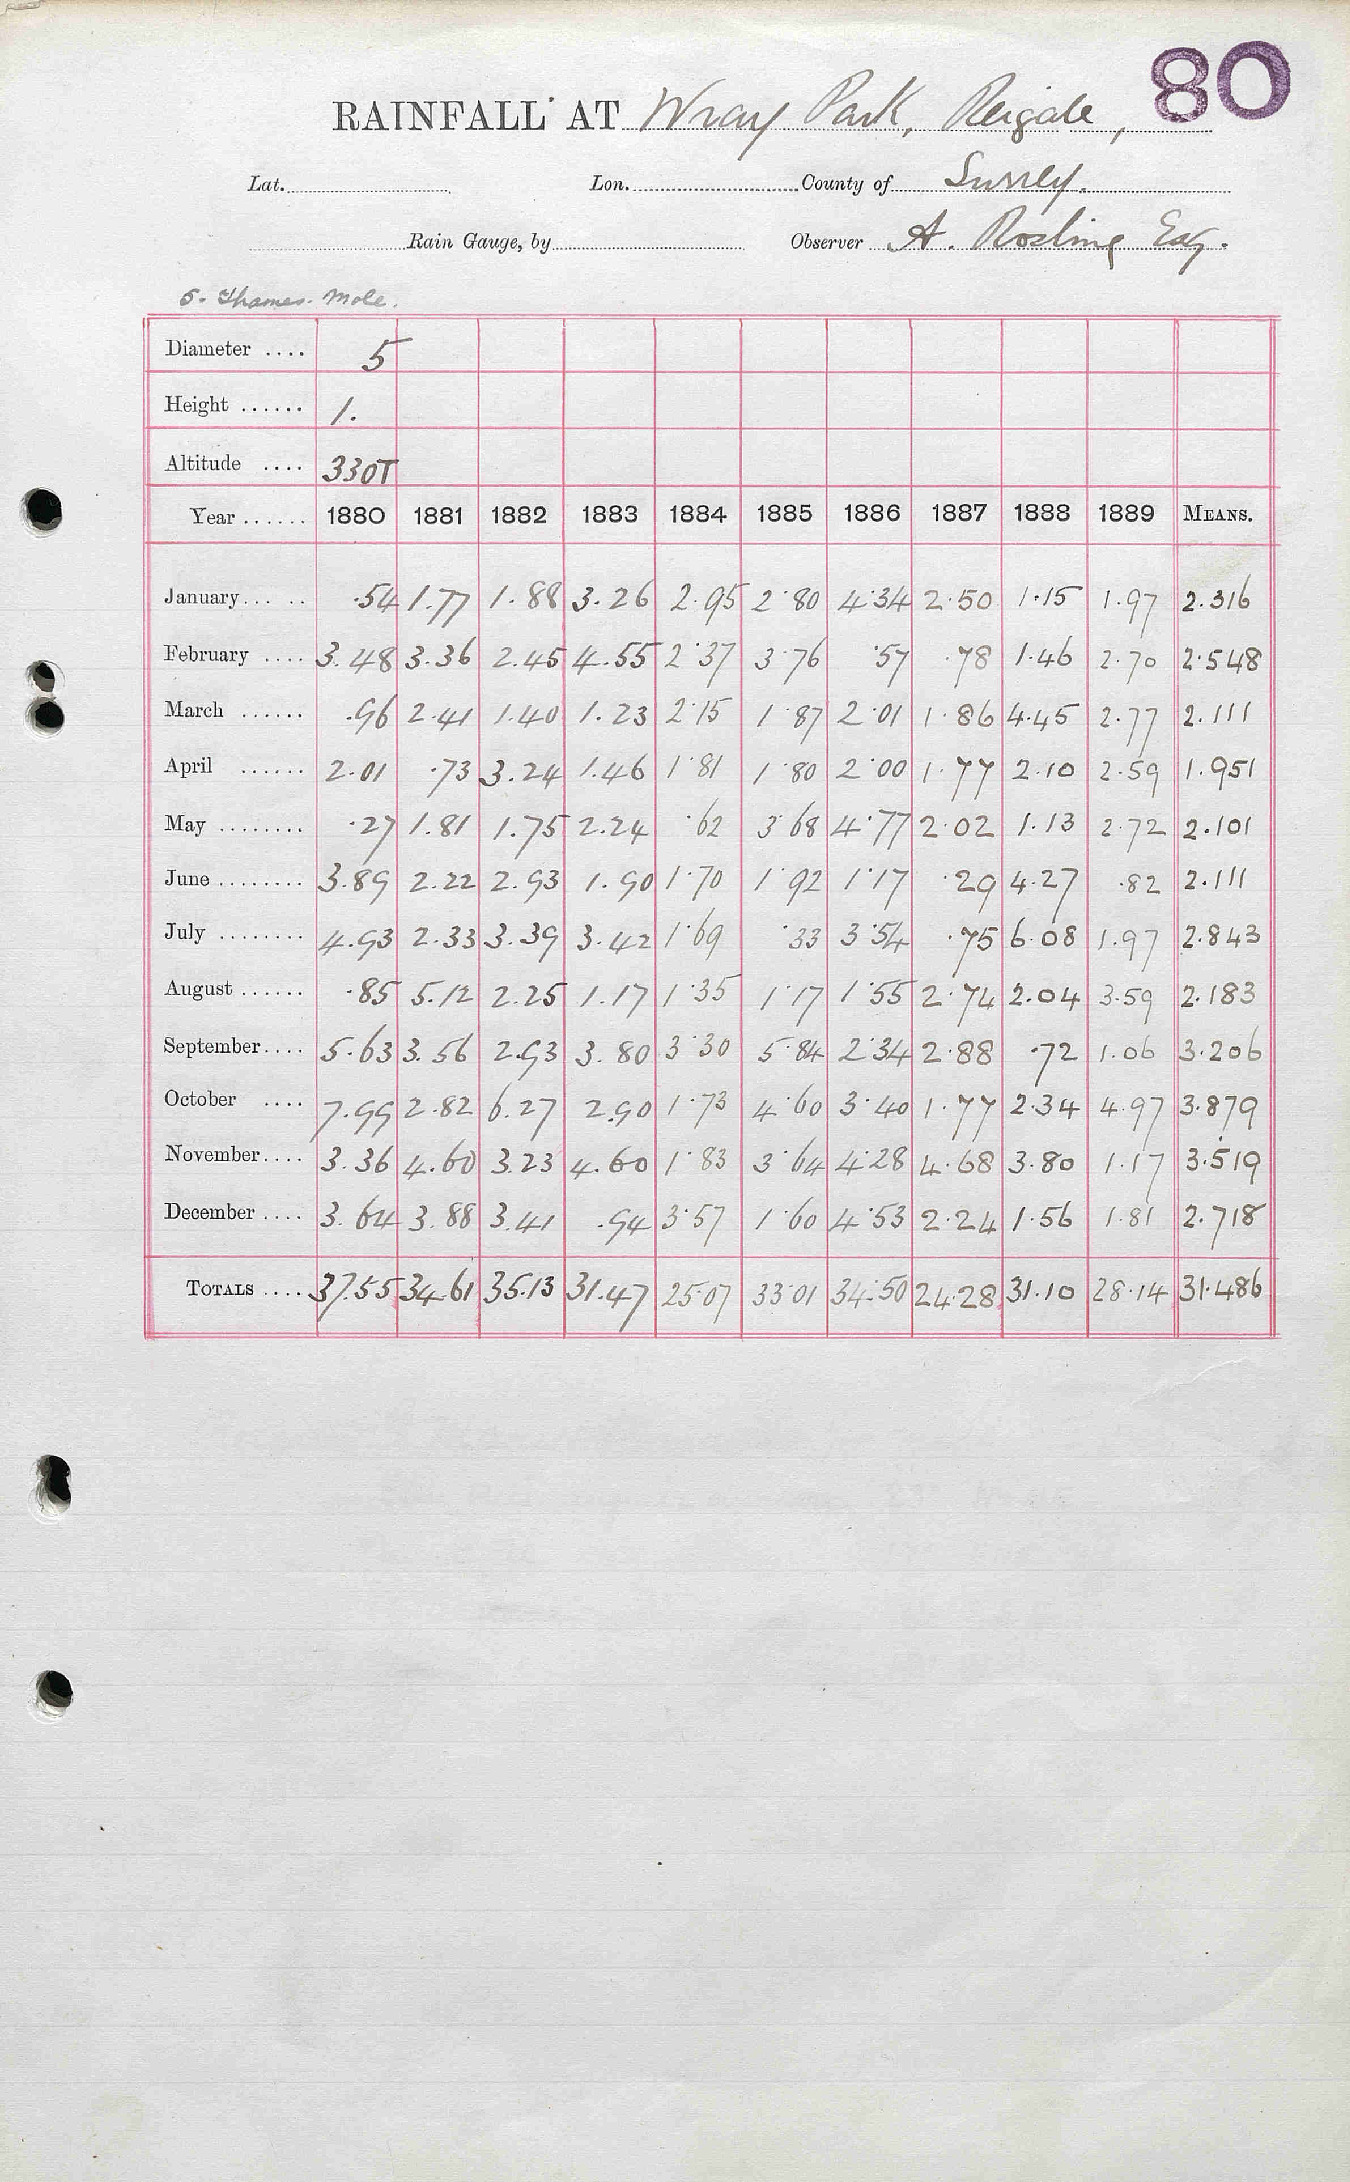 80
RAINFALL AT Wray Park, Reigate,
Lat. Lon. County of Surrey.
Rain Gauge, by Observer A. Rosling Esq.
5. Thames. Mole.
Diameter .... 5
Height ...... 1.
Altitude .... 330T
Year ...... 1880 1881 1882 1883 1884 1885 1886 1887 1888 1889 MEANS.
January... .. .54 1.77 1.88 3.26 2.95 2.80 4.34 2.50 1.15 1.97 2.316
February .... 3.48 3.36 2.45 4.55 2.37 3.76 .57 .78 1.46 2.70 2.548
March ...... .96 2.41 1.40 1.23 2.15 1.87 2.01 1.86 4.45 2.77 2.111
April ...... 2.01 .73 3.24 1.46 1.81 1.80 2.00 1.77 2.10 2.59 1.951
May ........ .27 1.81 1.75 2.24 .62 3.68 4.77 2.02 1.13 2.72 2.101
June ........ 3.89 2.22 2.93 1.90 1.70 1.92 1.17 .29 4.27 .82 2.111
July ........ 4.93 2.33 3.39 3.42 1.69 .33 3.54 .75 6.08 1.97 2.843
August ...... .85 5.12 2.25 1.17 1.35 1.17 1.55 2.74 2.04 3.59 2.183
September.... 5.63 3.56 2.93 3.80 3.30 5.84 2.34 2.88 .72 1.06 3.206
October .... 7.99 2.82 6.27 2.90 1.73 4.60 3.40 1.77 2.34 4.97 3.879
November.... 3.36 4.60 3.23 4.60 1.83 3.64 4.28 4.68 3.80 1.17 3.519
December .... 3.64 3.88 3.41 .94 3.57 1.60 4.53 2.24 1.56 1.81 2.718
TOTALS .... 37.55 34.61 35.13 31.47 25.07 33.01 34.50 24.28 31.10 28.14 31.486